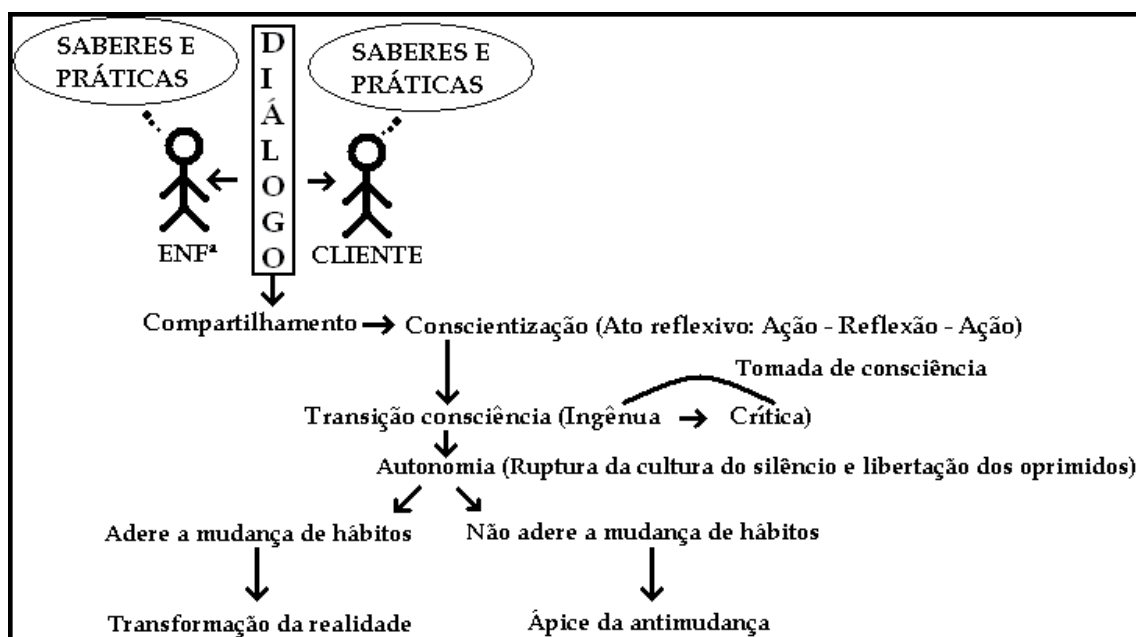 SABERES E
PRÁTICAS
DIÁLOGO
SABERES E
PRÁTICAS
ENFª
CLIENTE
Compartilhamento
Conscientização (Ato reflexivo: Ação - Reflexão - Ação)
Tomada de consciência
Transição consciência (Ingênua
Crítica)
Autonomia (Ruptura da cultura do silêncio e libertação dos oprimidos)
Adere a mudança de hábitos
Não adere a mudança de hábitos
Transformação da realidade
Ápice da antimudança